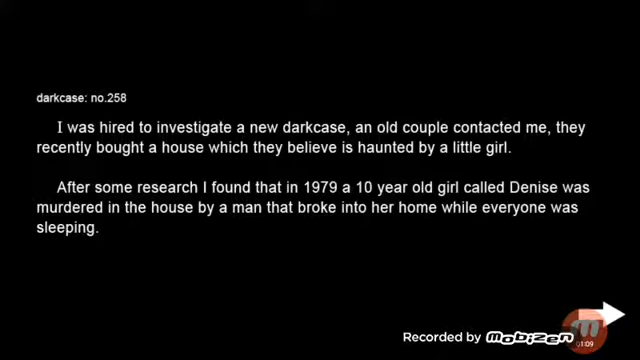 darkcase: no.258
I was hired to investigate a new darkcase, an old couple contacted me, they
recently bought a house which they believe is haunted by a little girl.
After some research I found that in 1979 a 10 year old girl called Denise was
murdered in the house by a man that broke into her home while everyone was
sleeping.
Recorded by mobizen
01:09